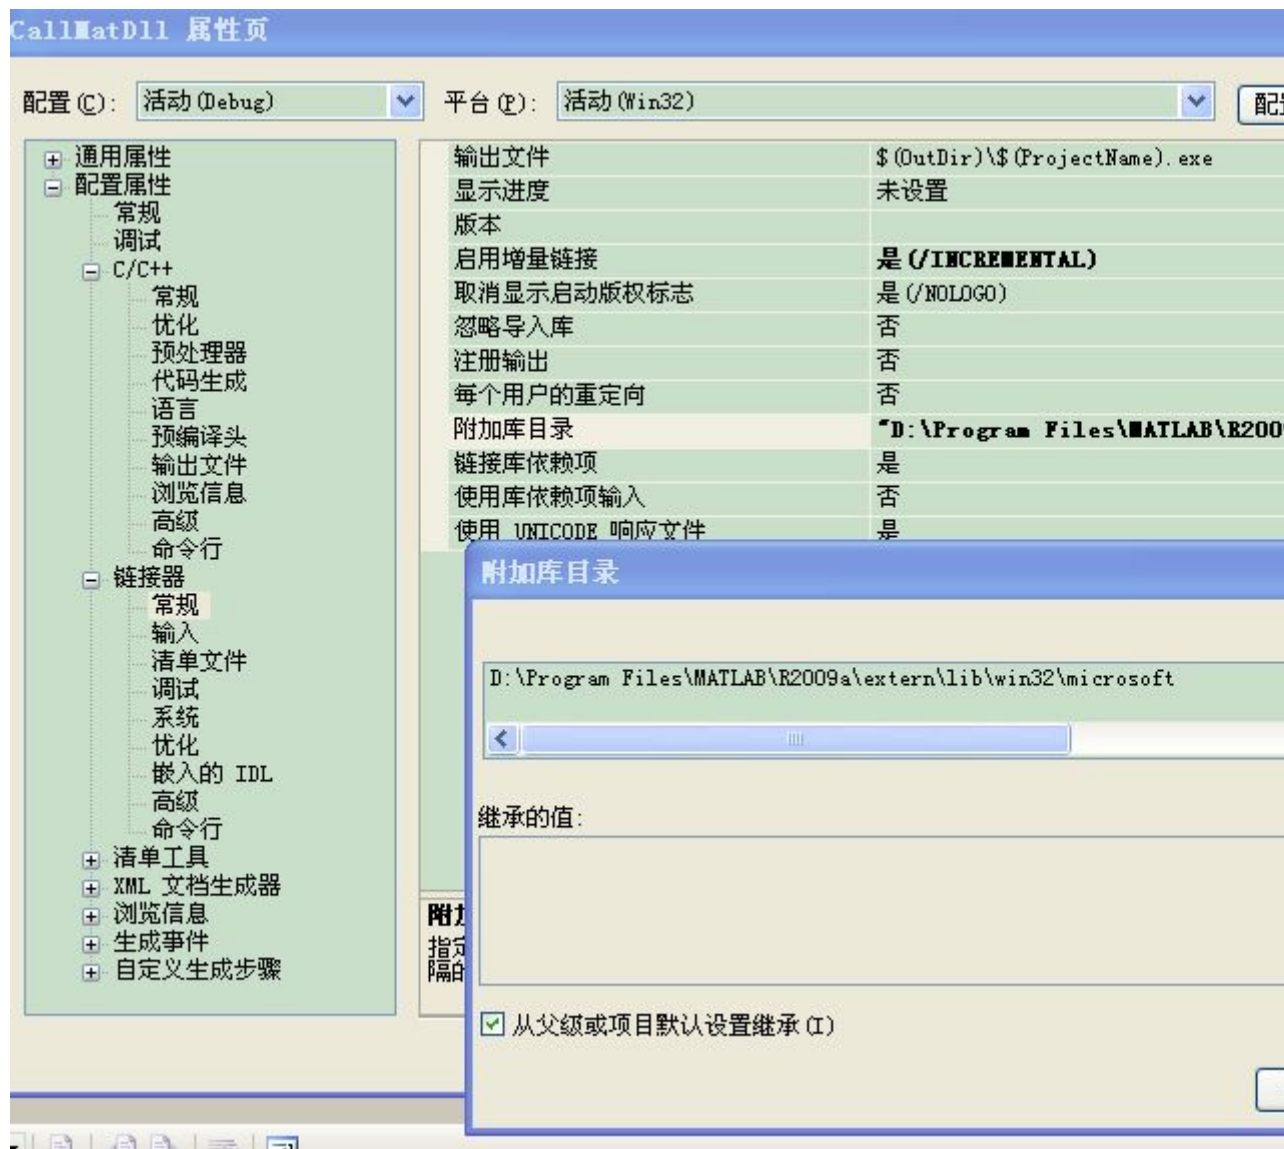 CallMatDll 属性页
配置(C): 活动(Debug) 平台(P): 活动(Win32)
通用属性
配置属性
常规
调试
C/C++
常规
优化
预处理器
代码生成
语言
预编译头
输出文件
浏览信息
高级
命令行
链接器
常规
输入
清单文件
调试
系统
优化
嵌入的 IDL
高级
命令行
清单工具
XML 文档生成器
浏览信息
生成事件
自定义生成步骤
输出文件 $(OutDir)\$(ProjectName).exe
显示进度 未设置
版本
启用增量链接 是(/INCREMENTAL)
取消显示启动版权标志 是(/NOLOGO)
忽略导入库 否
注册输出 否
每个用户的重定向 否
附加库目录 "D:\Program Files\MATLAB\R200
链接库依赖项 是
使用库依赖项输入 否
使用 UNICODE 响应文件 是
附加库目录
D:\Program Files\MATLAB\R2009a\extern\lib\win32\microsoft
继承的值:
从父级或项目默认设置继承(I)